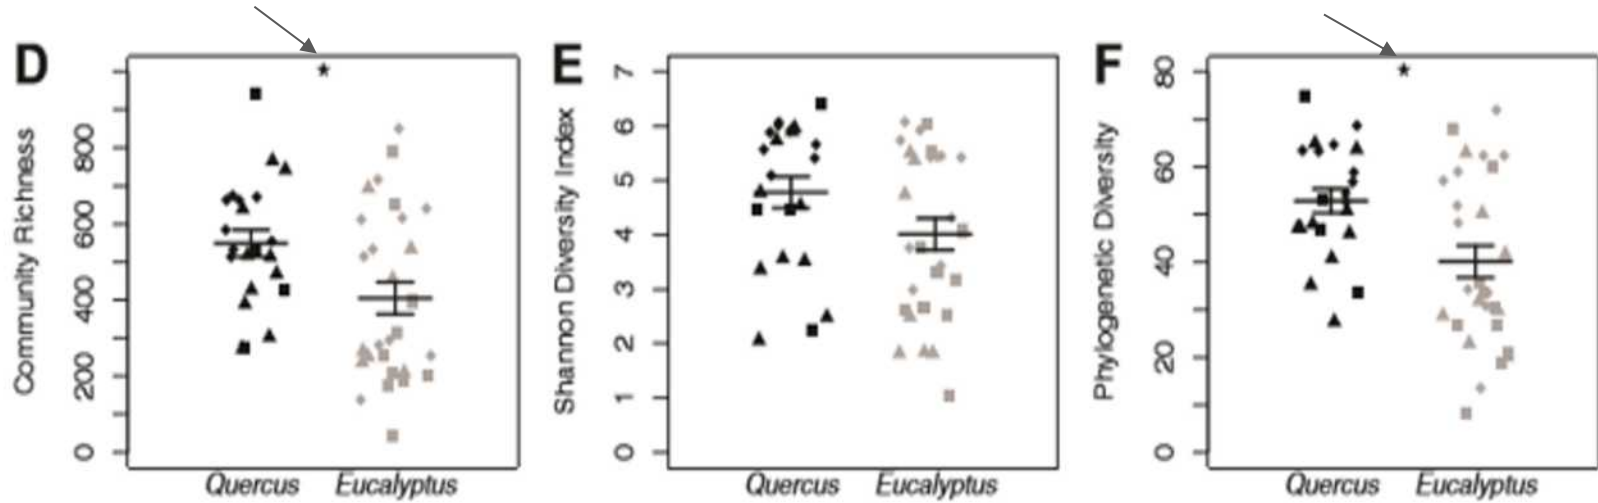 D
Community Richness
800
600
400
200
0
*
Quercus Eucalyptus
E
Shannon Diversity Index
7
6
5
4
3
2
1
0
Quercus Eucalyptus
F
Phylogenetic Diversity
80
60
40
20
0
*
Quercus Eucalyptus